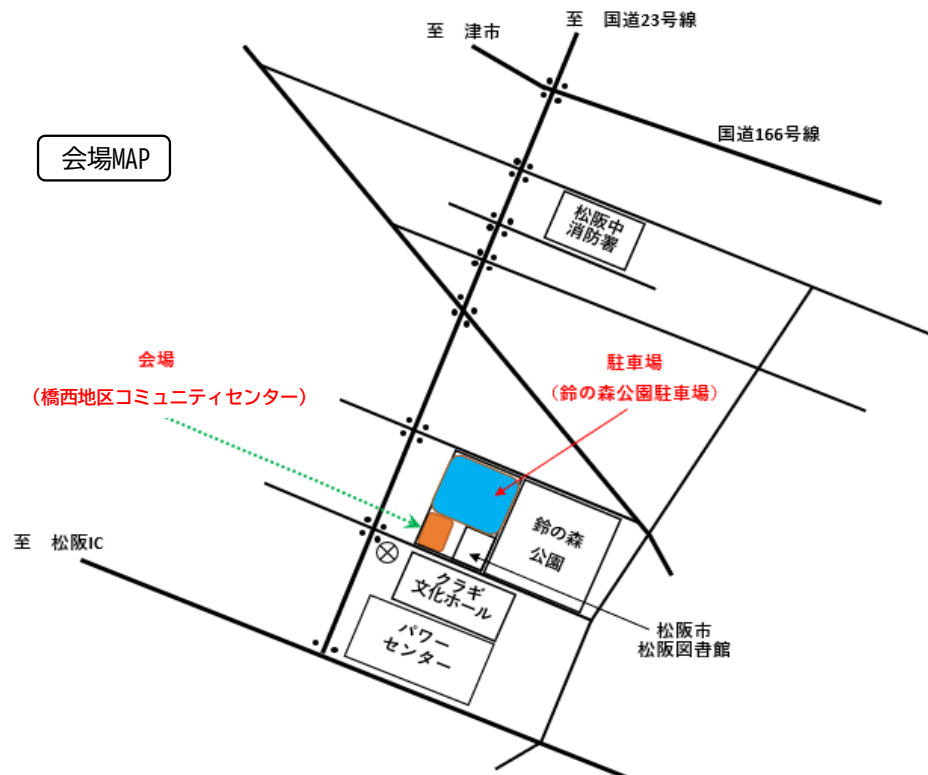 至 国道23号線
至 津市
国道166号線
会場MAP
松阪中
消防署
会場
（橋西地区コミュニティセンター）
駐車場
（鈴の森公園駐車場）
鈴の森
公園
至 松阪IC
クラギ
文化ホール
パワー
センター
松阪市
松阪図書館